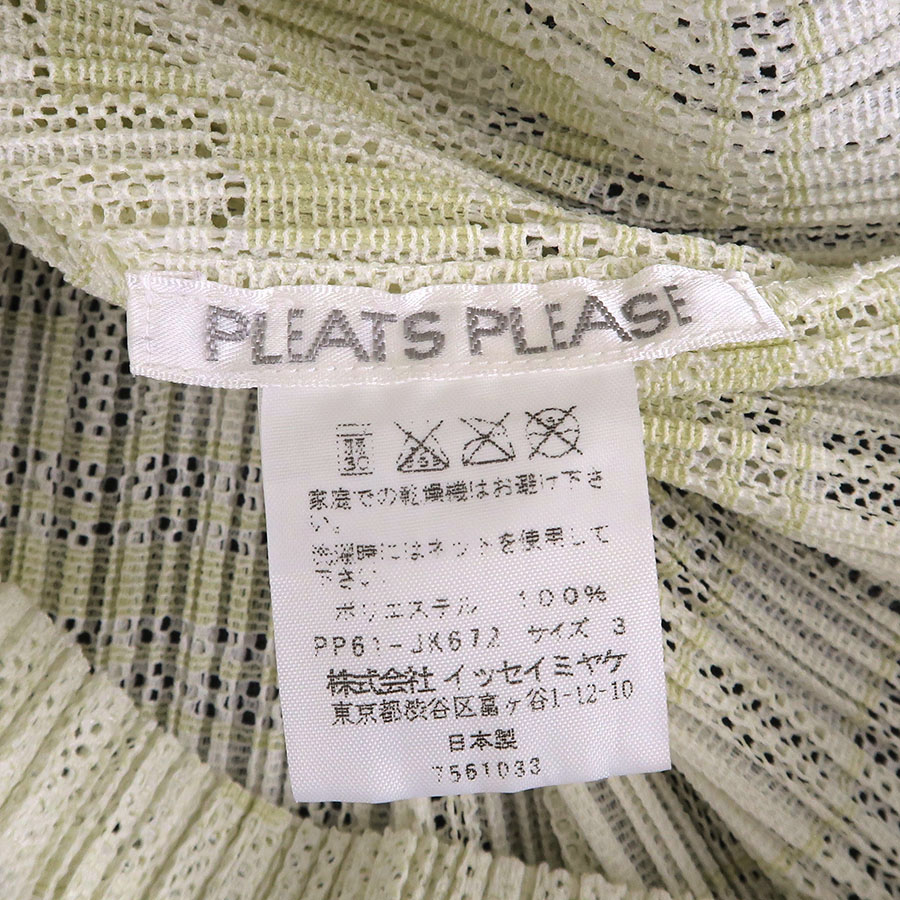 PLEATS PLEASE
30
家庭での乾燥機はお避け下さ
い。
洗濯時にはネットを使用して
下さい。
ポリエステル 100%
PP61-JK672 サイズ 3
株式会社 イッセイミヤケ
東京都渋谷区富ヶ谷1-12-10
日本製
7561033